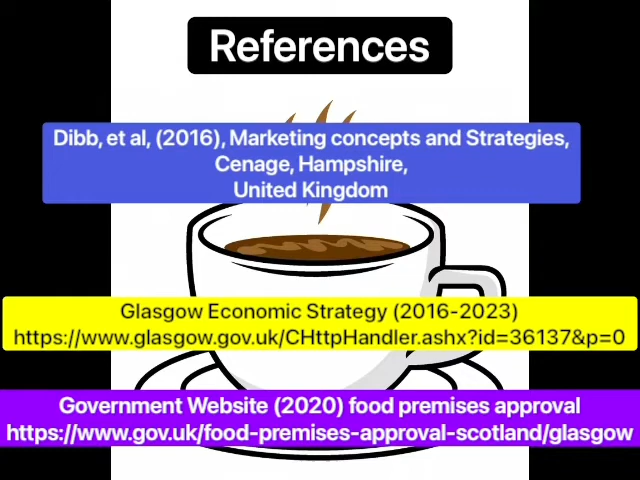 References
Dibb, et al, (2016), Marketing concepts and Strategies,
Cenage, Hampshire,
United Kingdom
Glasgow Economic Strategy (2016-2023)
https://www.glasgow.gov.uk/CHttpHandler.ashx?id=36137&p=0
Government Website (2020) food premises approval
https://www.gov.uk/food-premises-approval-scotland/glasgow